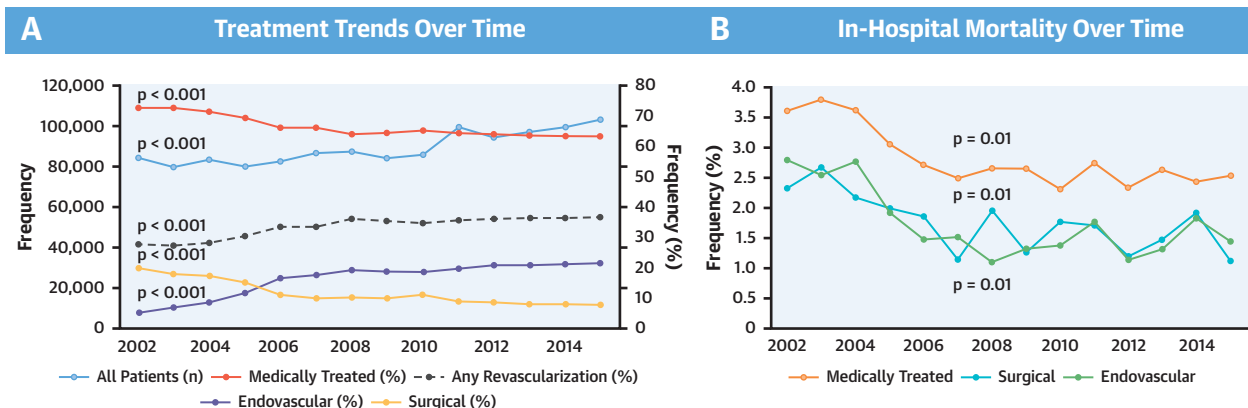 A Treatment Trends Over Time
120,000
100,000
80,000
60,000
40,000
20,000
0
Frequency
80
70
60
50
40
30
20
10
0
Frequency (%)
p < 0.001
p < 0.001
p < 0.001
p < 0.001
p < 0.001
2002 2004 2006 2008 2010 2012 2014
All Patients (n) Medically Treated (%) Any Revascularization (%)
Endovascular (%) Surgical (%)
B In-Hospital Mortality Over Time
4.0
3.5
3.0
2.5
2.0
1.5
1.0
0.5
0
Frequency (%)
p = 0.01
p = 0.01
p = 0.01
2002 2004 2006 2008 2010 2012 2014
Medically Treated Surgical Endovascular